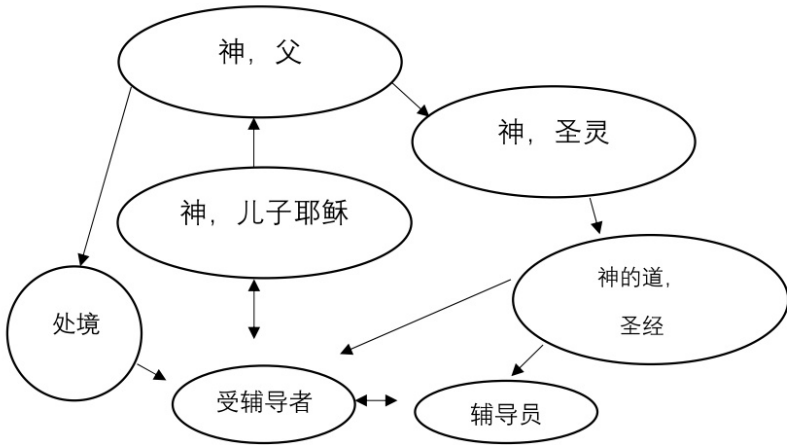 神，父
神，圣灵
神，儿子耶稣
神的道，
圣经
处境
受辅导者
辅导员